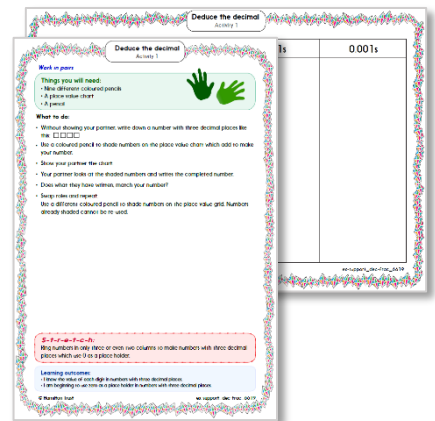 Deduce the decimal
Activity 1
1s
0.001s
Deduce the decimal
Activity 1
Work in pairs
Things you will need:
• Nine different coloured pencils
• A place value chart
• A pencil
What to do:
• Without showing your partner, write down a number with three decimal places like
this □.□□□
• Use a coloured pencil to shade numbers on the place value chart which add to make
your number.
• Show your partner the chart.
• Your partner looks at the shaded numbers and writes the completed number.
• Does what they have written, match your number?
• Swap roles and repeat.
Use a different coloured pencil to shade numbers on the place value grid. Numbers
already shaded cannot be re-used.
S-t-r-e-t-c-h:
Ring numbers in only three or even two columns to make numbers with three decimal
places which use 0 as a place holder.
Learning outcomes:
• I know the value of each digit in numbers with three decimal places.
• I am beginning to use zero as a place holder in numbers with three decimal places.
© Hamilton Trust